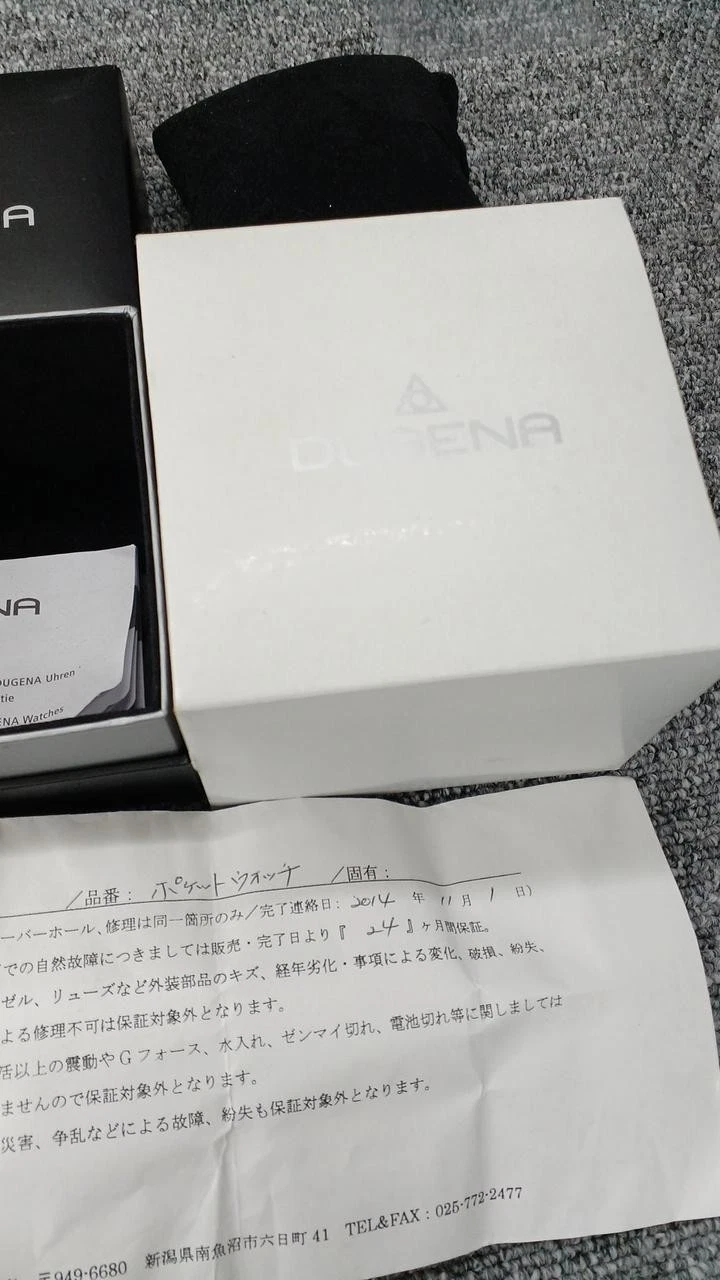 A
DUGENA
NA
DUGENA Uhren
tie
ENA Watches
/品番: ポケットウォッチ /固有:
ーバーホール、修理は同一箇所のみ/完了連絡日: 2014 年 11 月 1 日)
での自然故障につきましては販売・完了日より『 24 』ヶ月間保証。
ゼル、リューズなど外装部品のキズ、経年劣化・事項による変化、破損、紛失、
よる修理不可は保証対象外となります。
活以上の震動やGフォース、水入れ、ゼンマイ切れ、電池切れ等に関しましては
ませんので保証対象外となります。
災害、争乱などによる故障、紛失も保証対象外となります。
〒949-6680 新潟県南魚沼市六日町 41 TEL&FAX : 025-772-2477